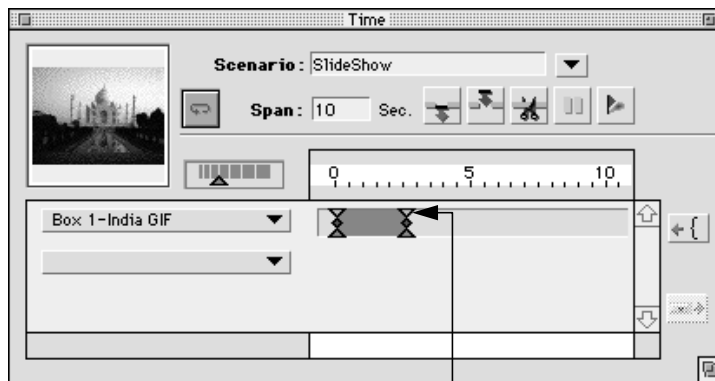 Time
Scenario: SlideShow
Span: 10 Sec.
0 5 10
Box 1-India GIF